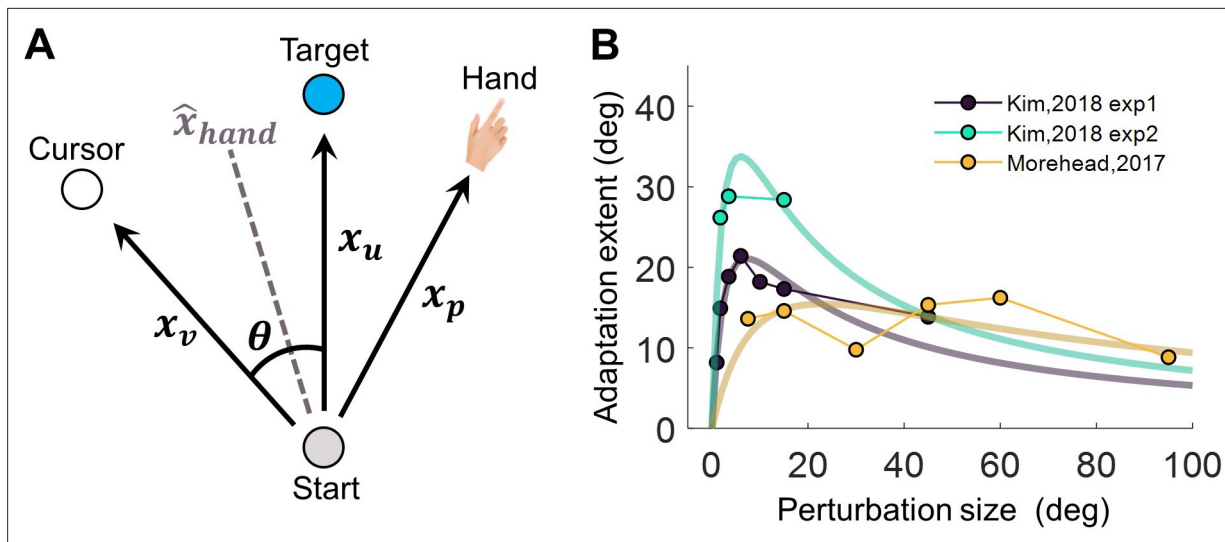 A
Target
Hand
x̂hand
Cursor
xu
xv
θ
xp
Start
B
Adaptation extent (deg)
40
30
20
10
0
Kim,2018 exp1
Kim,2018 exp2
Morehead,2017
0 20 40 60 80 100
Perturbation size (deg)